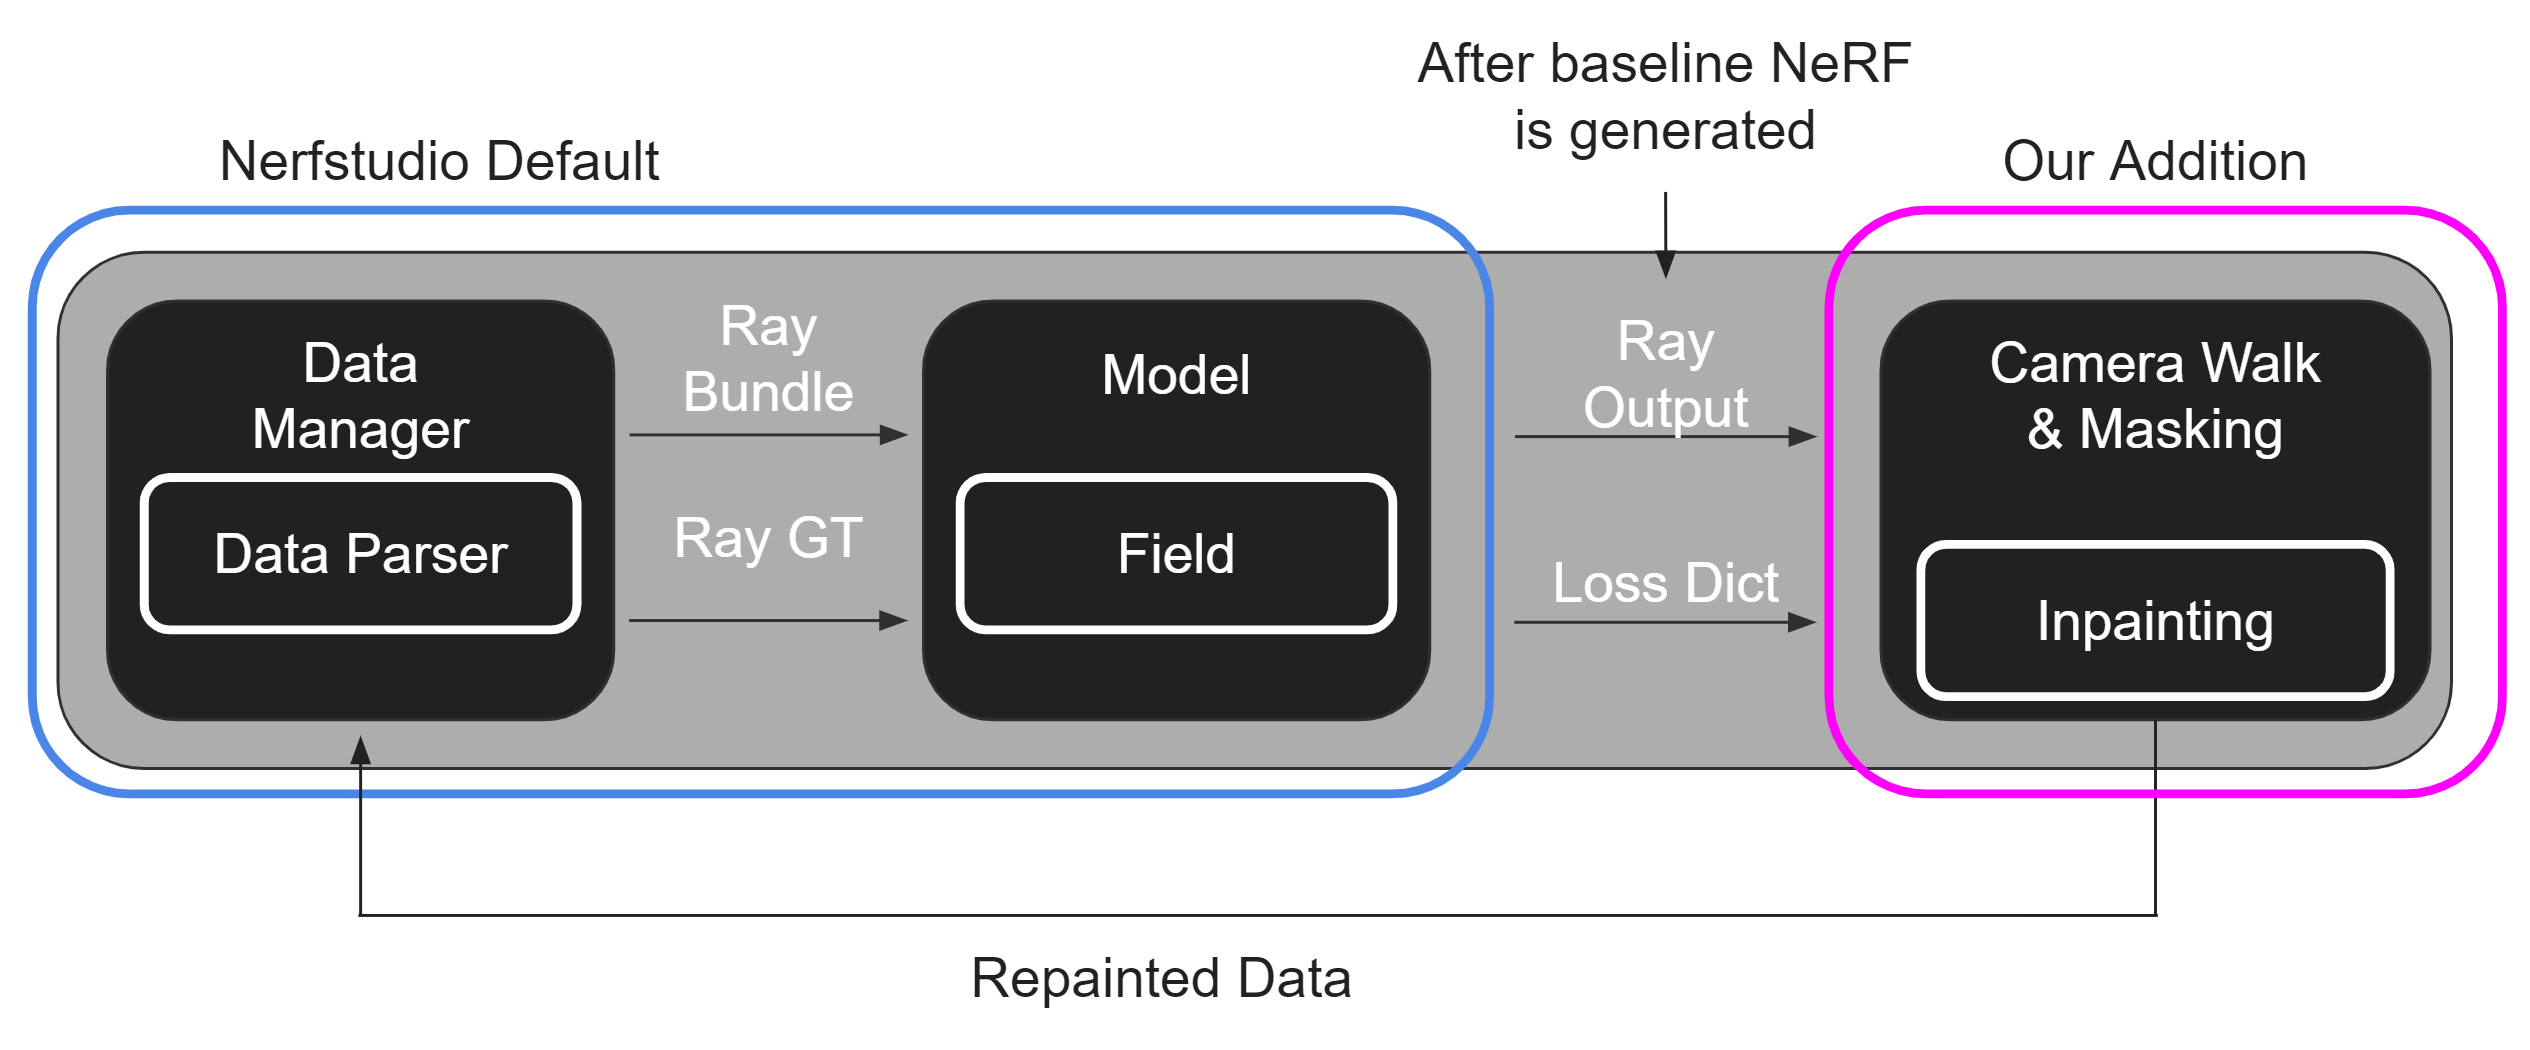 After baseline NeRF
is generated
Nerfstudio Default
Our Addition
Data
Manager
Data Parser
Ray
Bundle
Ray GT
Model
Field
Ray
Output
Loss Dict
Camera Walk
& Masking
Inpainting
Repainted Data